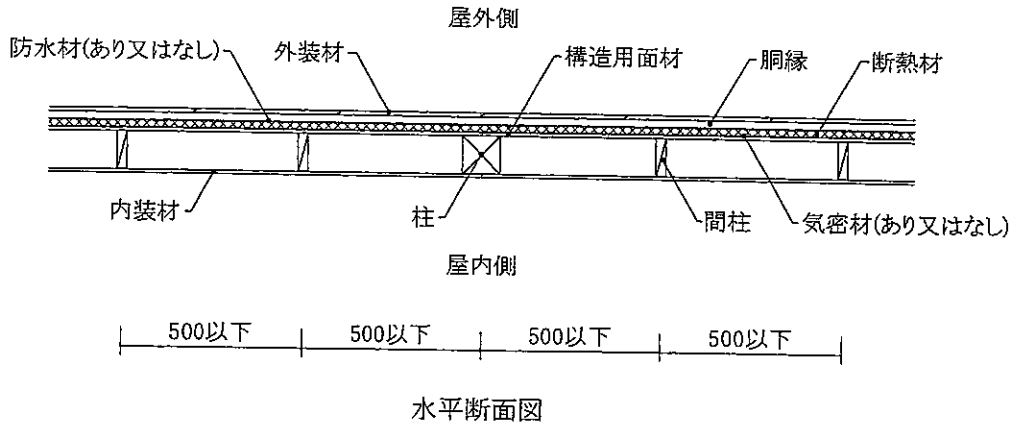 屋外側
防水材(あり又はなし)
外装材
構造用面材
胴縁
断熱材
内装材
柱
間柱
気密材(あり又はなし)
屋内側
500以下
500以下
500以下
500以下
水平断面図